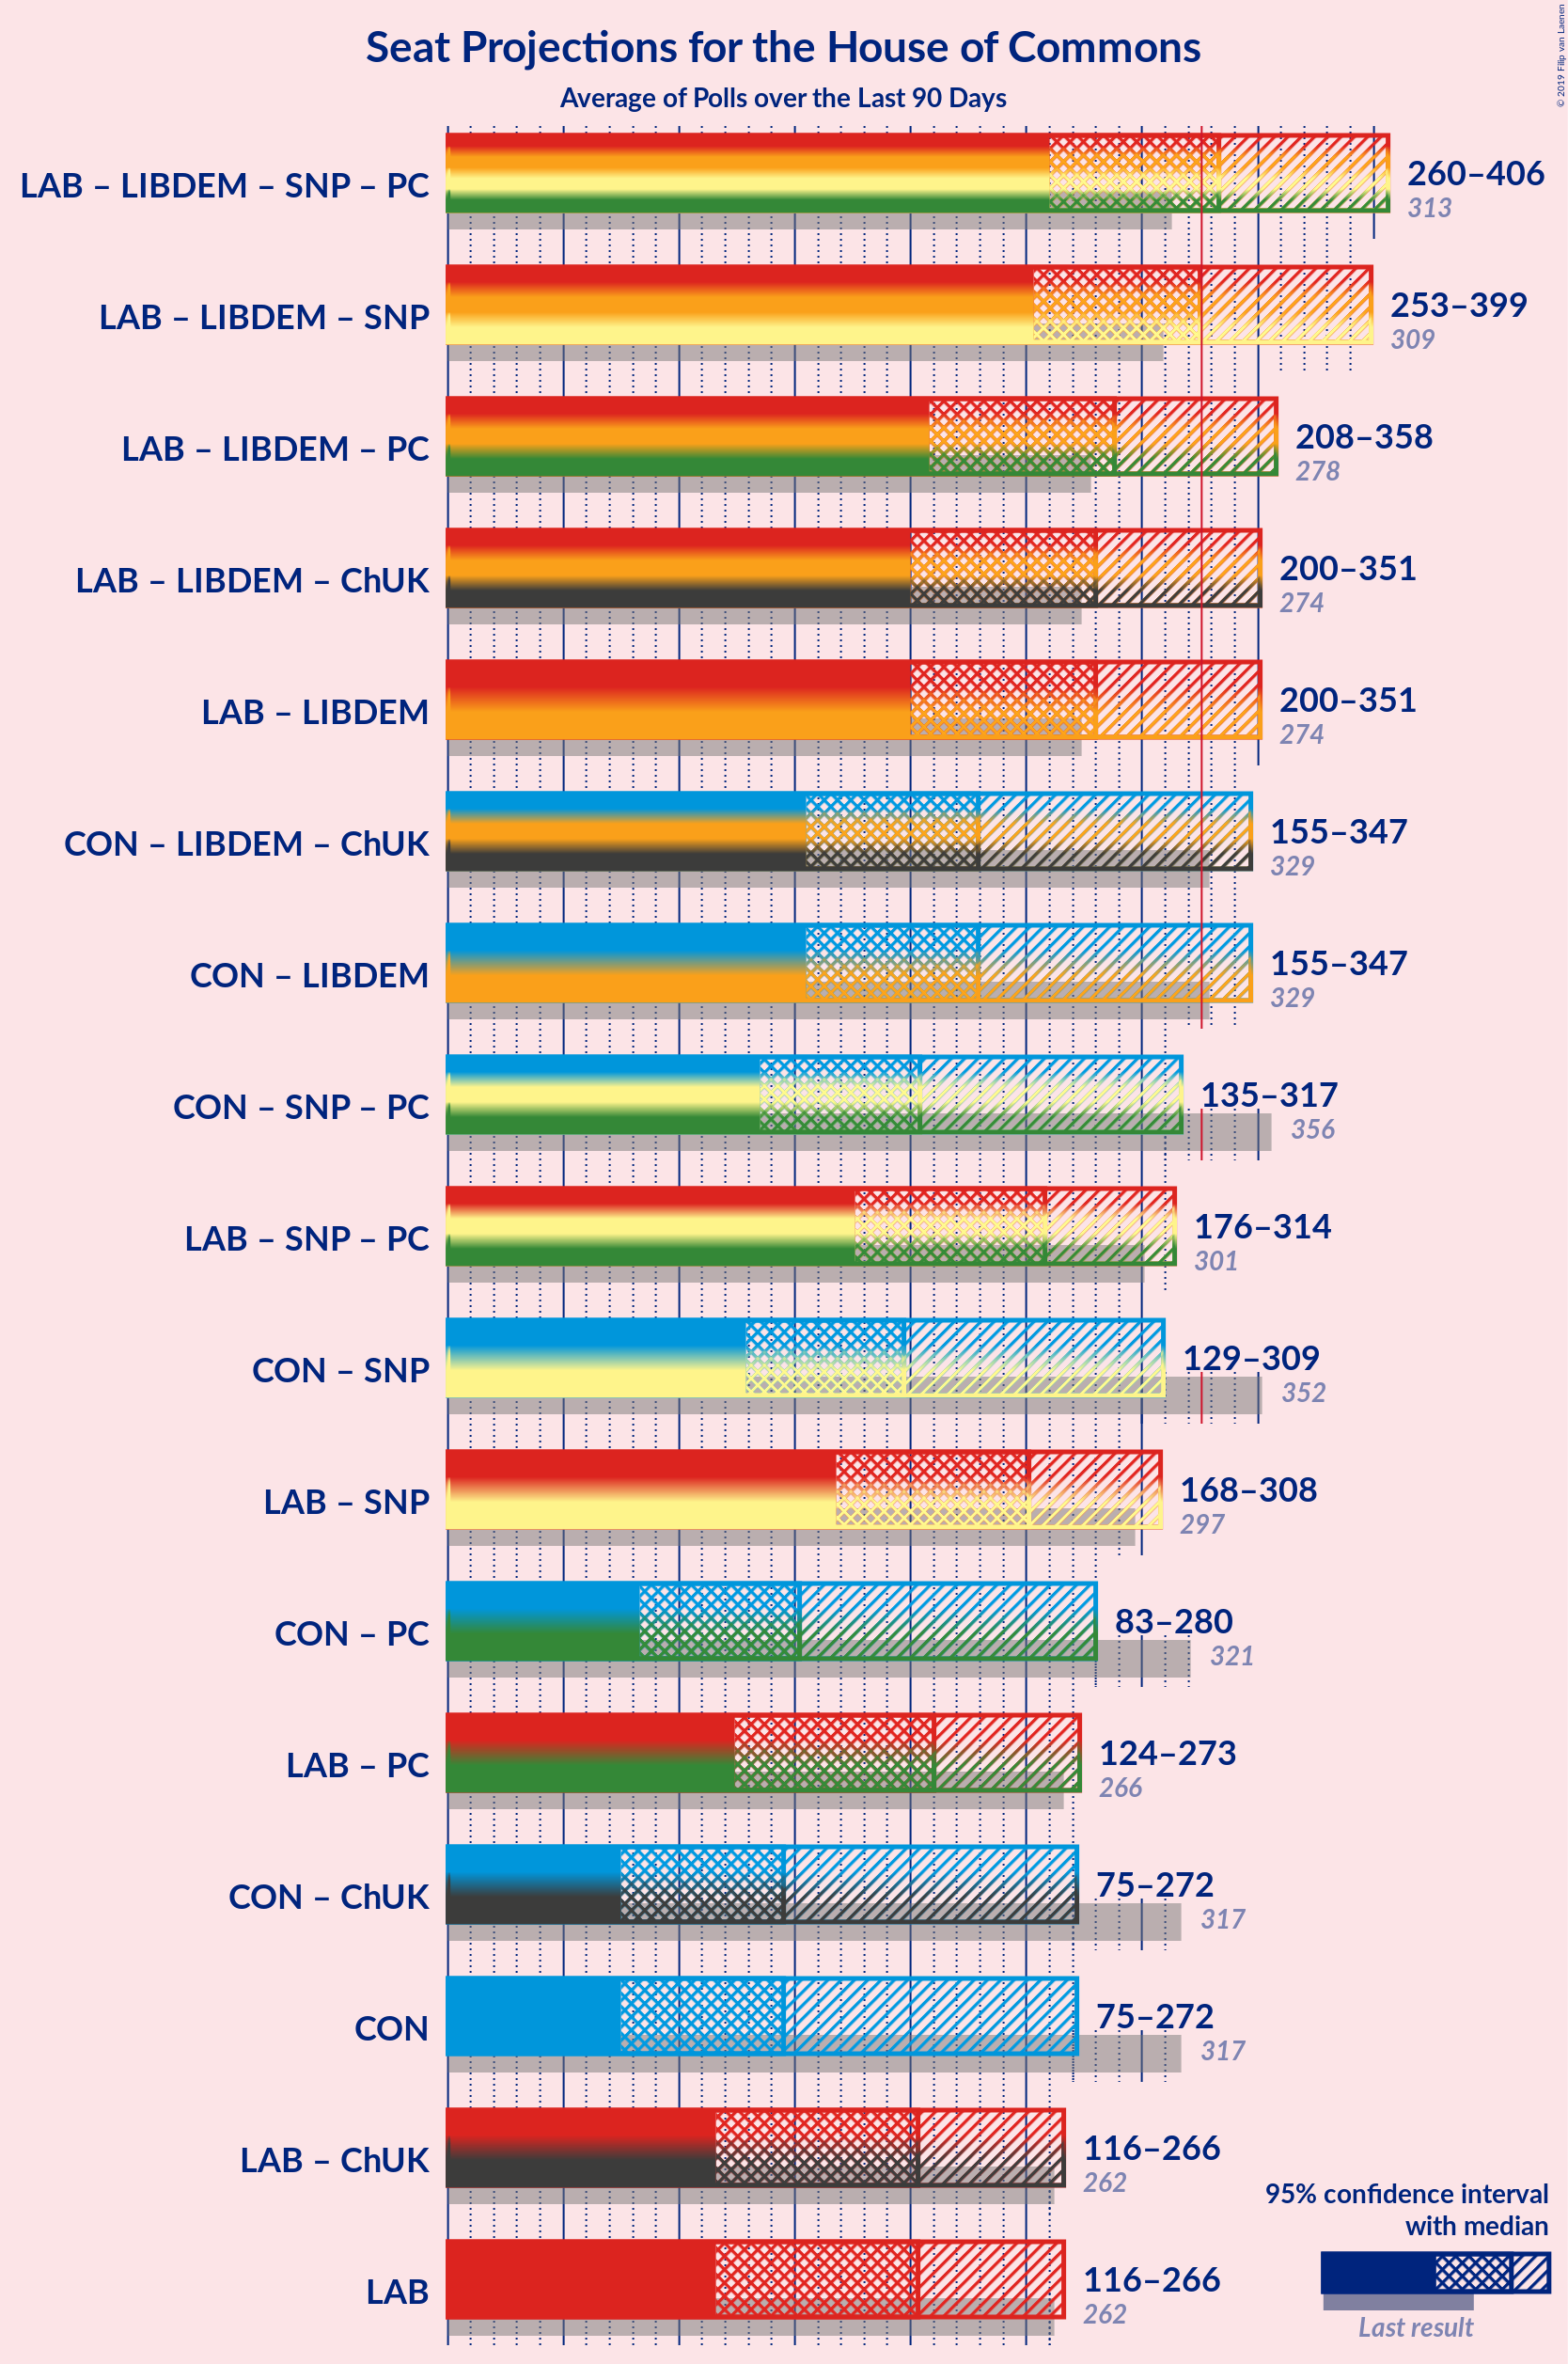 © 2019 Filip van Laenen
Seat Projections for the House of Commons
Average of Polls over the Last 90 Days
LAB – LIBDEM – SNP – PC
260–406
313
LAB – LIBDEM – SNP
253–399
309
LAB – LIBDEM – PC
208–358
278
LAB – LIBDEM – ChUK
200–351
274
LAB – LIBDEM
200–351
274
CON – LIBDEM – ChUK
155–347
329
CON – LIBDEM
155–347
329
CON – SNP – PC
135–317
356
LAB – SNP – PC
176–314
301
CON – SNP
129–309
352
LAB – SNP
168–308
297
CON – PC
83–280
321
LAB – PC
124–273
266
CON – ChUK
75–272
317
CON
75–272
317
LAB – ChUK
116–266
262
LAB
116–266
262
95% confidence interval
with median
Last result